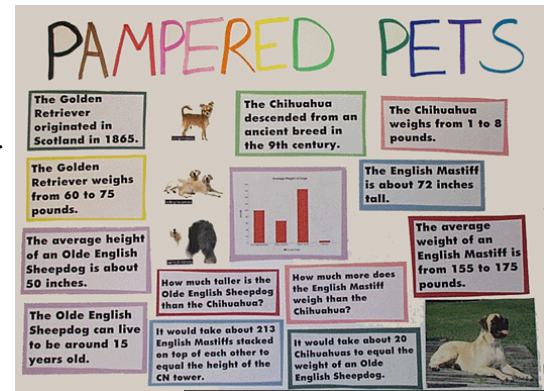 PAMPERED PETS
The Golden
Retriever
originated in
Scotland in 1865.
The Chihuahua
descended from an
ancient breed in
the 9th century.
The Chihuahua
weighs from 1 to 8
pounds.
The Golden
Retriever weighs
from 60 to 75
pounds.
The English Mastiff
is about 72 inches
tall.
The average height
of an Olde English
Sheepdog is about
50 inches.
The average
weight of an
English Mastiff is
from 155 to 175
pounds.
How much taller is the
Olde English Sheepdog
than the Chihuahua?
How much more does
the English Mastiff
weigh than the
Chihuahua?
The Olde English
Sheepdog can live
to be around 15
years old.
It would take about 213
English Mastiffs stacked
on top of each other to
equal the height of the
CN tower.
It would take about 20
Chihuahuas to equal the
weight of an Olde
English Sheepdog.